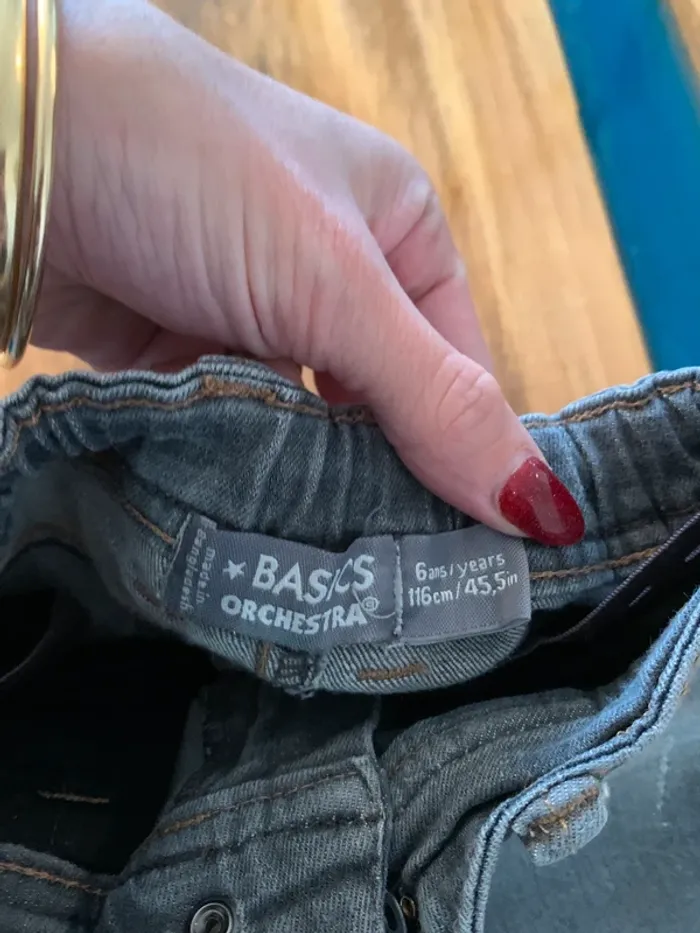 ★ BASICS
ORCHESTRA®
6ans/years
116cm/45,5in
made in
bangladesh